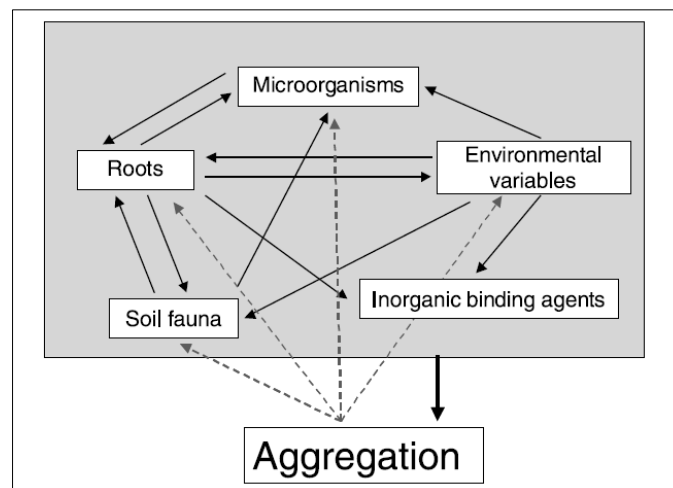 Microorganisms
Roots
Environmental
variables
Soil fauna
Inorganic binding agents
Aggregation